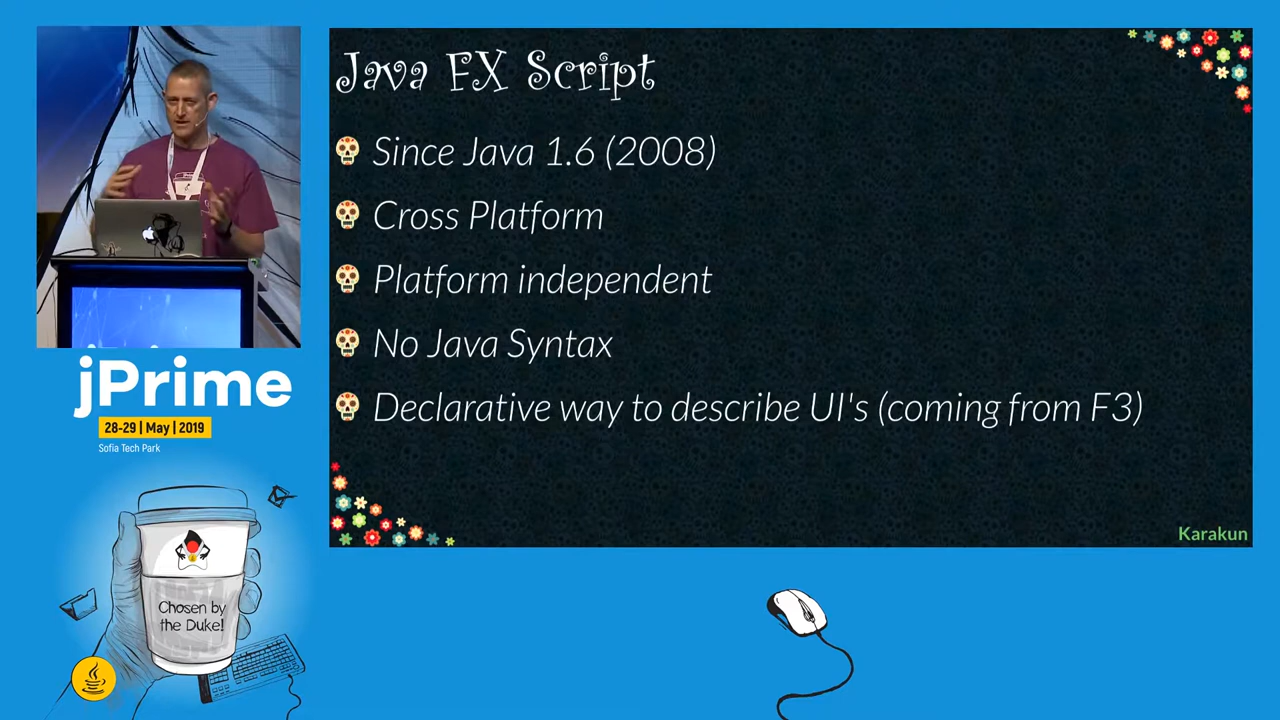 Java FX Script
Since Java 1.6 (2008)
Cross Platform
Platform independent
No Java Syntax
Declarative way to describe UI's (coming from F3)
Karakun
jPrime
28-29 | May | 2019
Sofia Tech Park
Chosen by
the Duke!